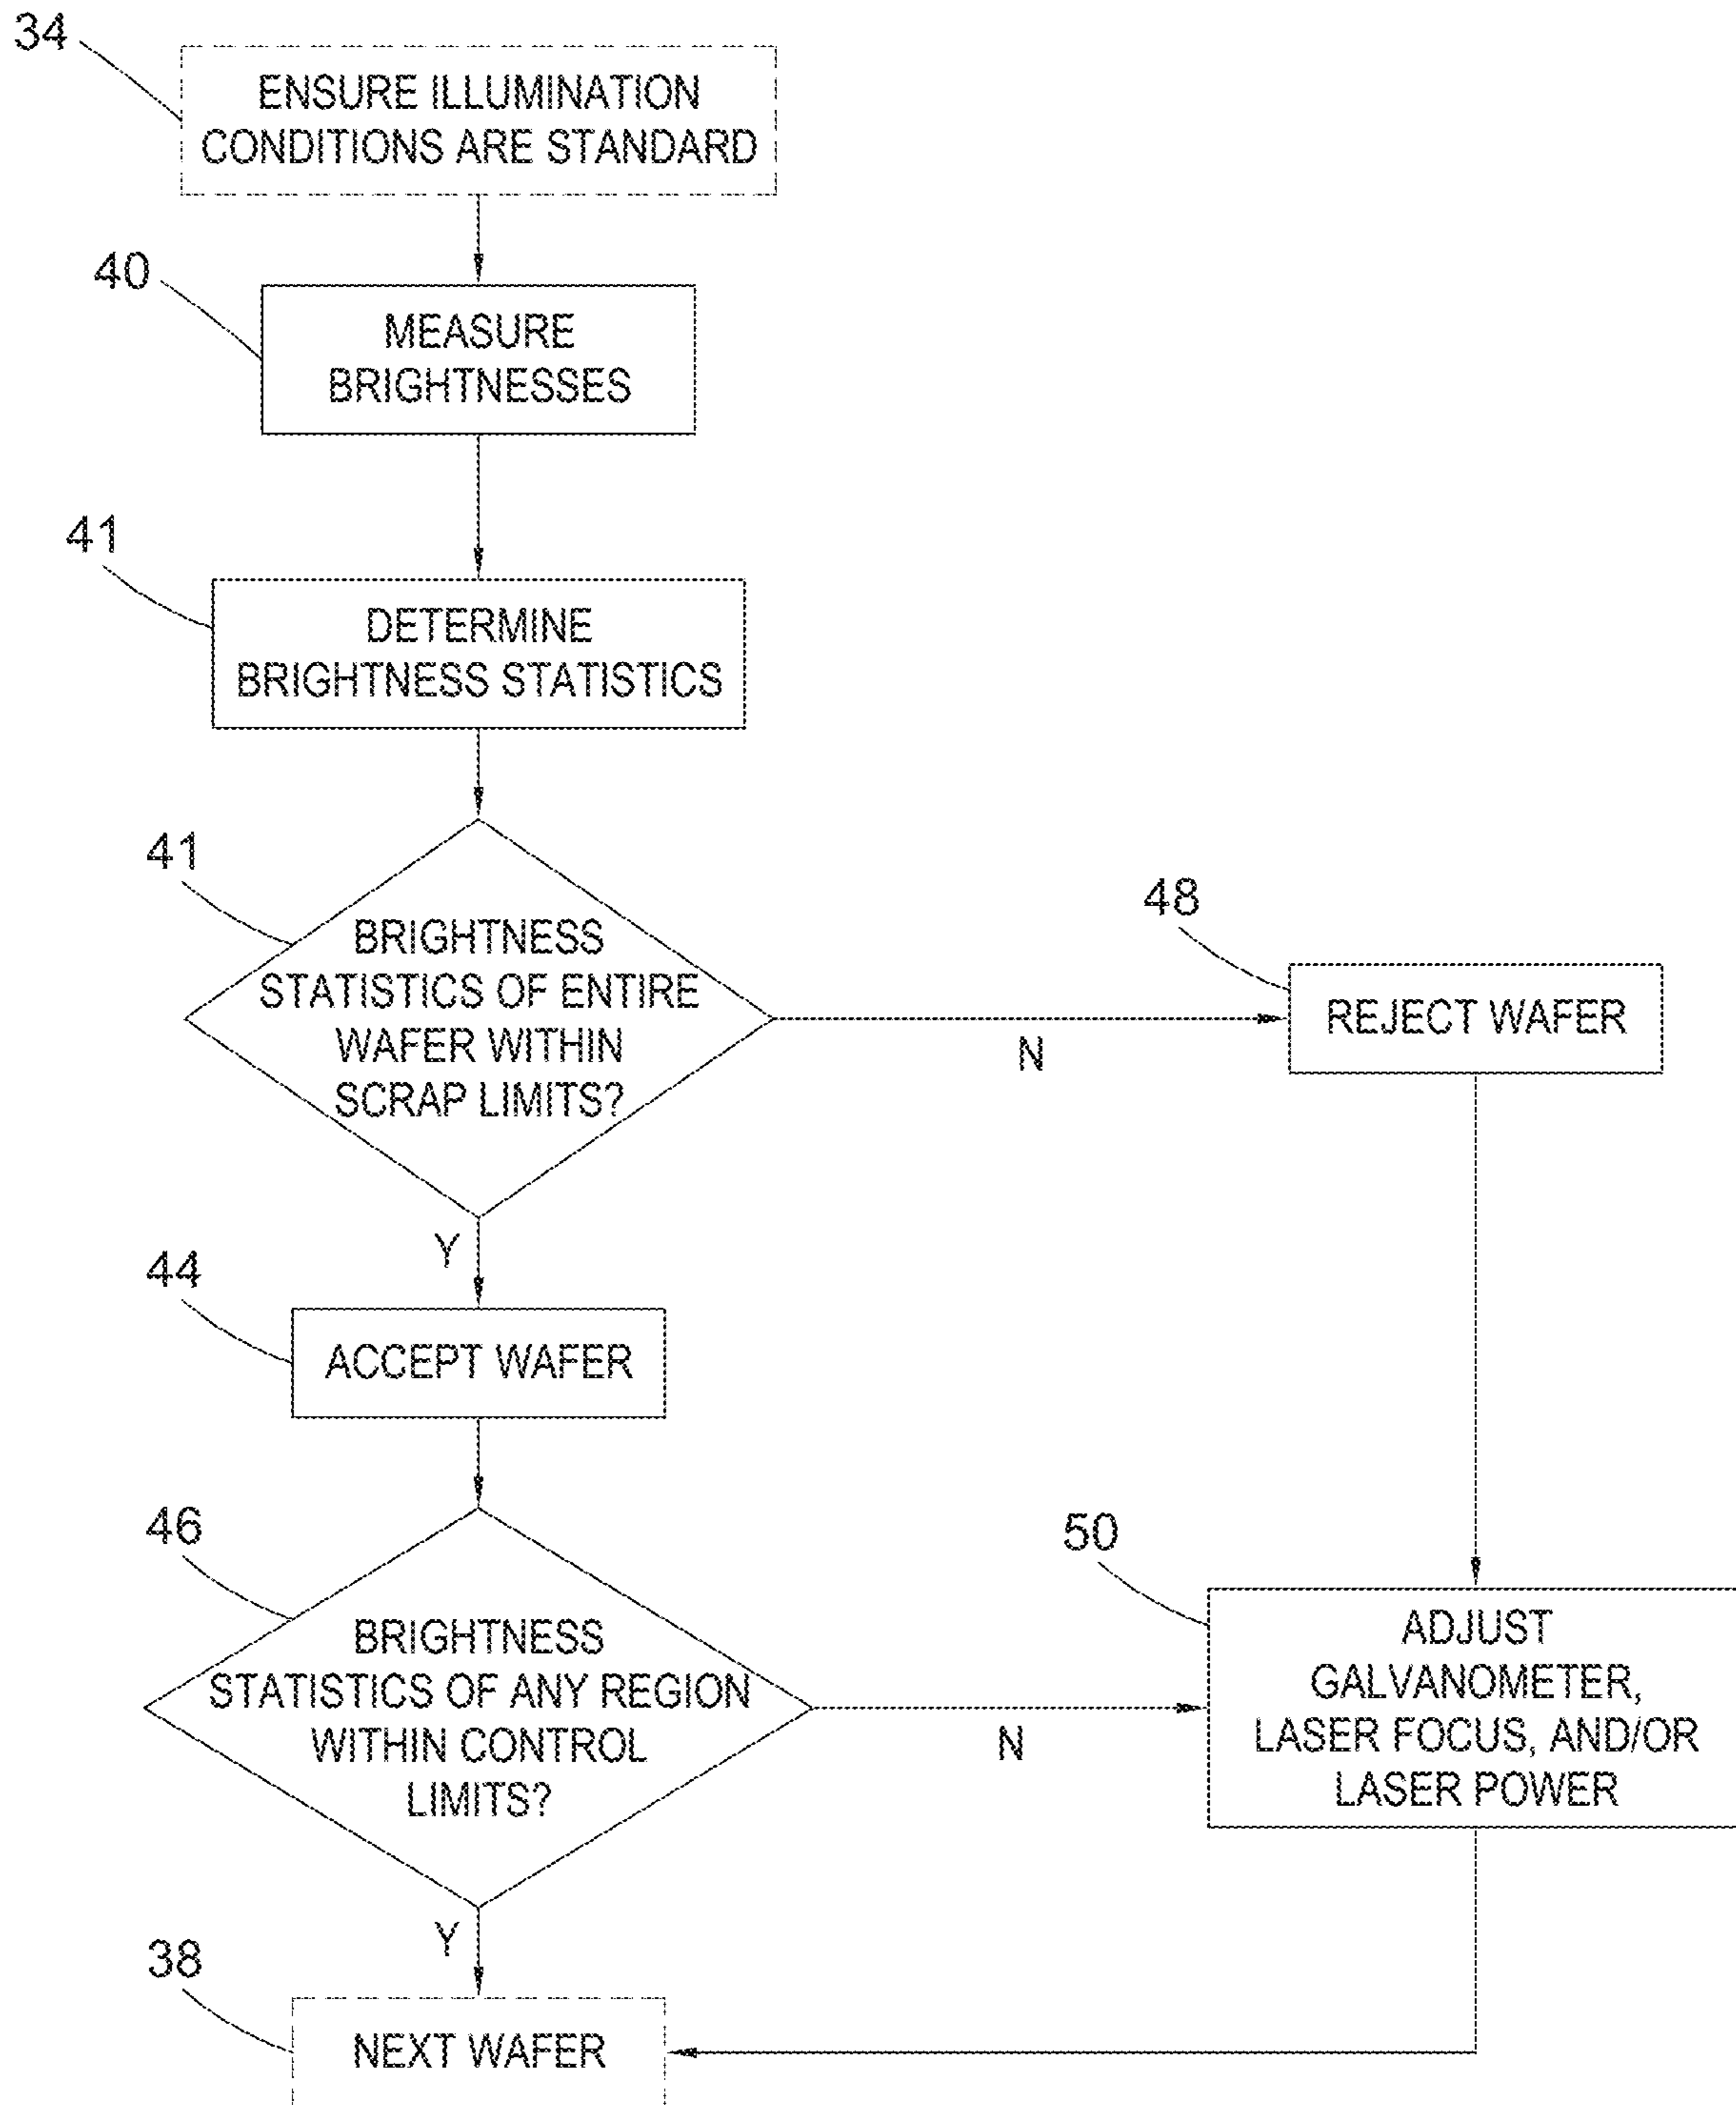 34
ENSURE ILLUMINATION
CONDITIONS ARE STANDARD
40
MEASURE
BRIGHTNESSES
41
DETERMINE
BRIGHTNESS STATISTICS
41
BRIGHTNESS
STATISTICS OF ENTIRE
WAFER WITHIN
SCRAP LIMITS?
N
48
REJECT WAFER
Y
44
ACCEPT WAFER
46
BRIGHTNESS
STATISTICS OF ANY REGION
WITHIN CONTROL
LIMITS?
N
50
ADJUST
GALVANOMETER,
LASER FOCUS, AND/OR
LASER POWER
Y
38
NEXT WAFER